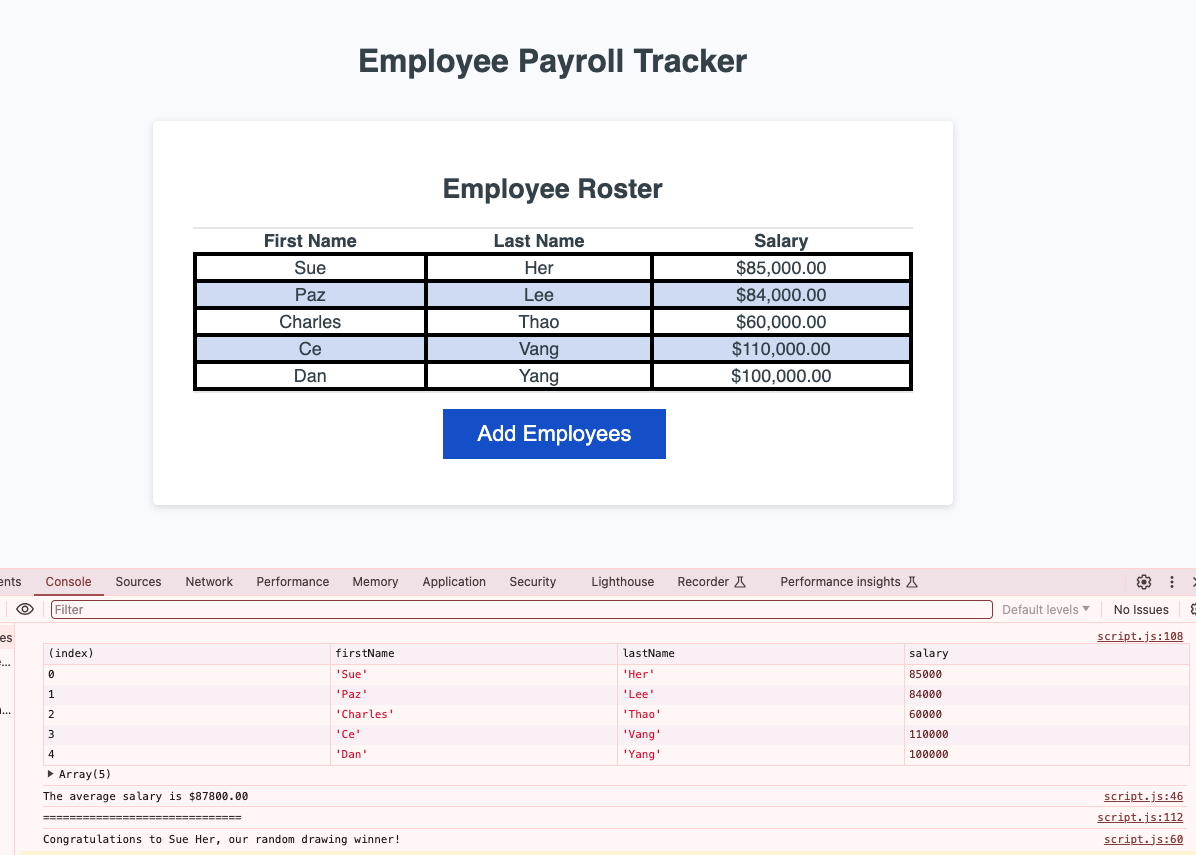 Employee Payroll Tracker
Employee Roster
First Name Last Name Salary
Sue Her $85,000.00
Paz Lee $84,000.00
Charles Thao $60,000.00
Ce Vang $110,000.00
Dan Yang $100,000.00
Add Employees
ents Console Sources Network Performance Memory Application Security Lighthouse Recorder Performance insights
Filter Default levels No Issues
es script.js:108
(index) firstName lastName salary
0 'Sue' 'Her' 85000
1 'Paz' 'Lee' 84000
2 'Charles' 'Thao' 60000
3 'Ce' 'Vang' 110000
4 'Dan' 'Yang' 100000
Array(5)
The average salary is $87800.00 script.js:46
============================== script.js:112
Congratulations to Sue Her, our random drawing winner! script.js:60